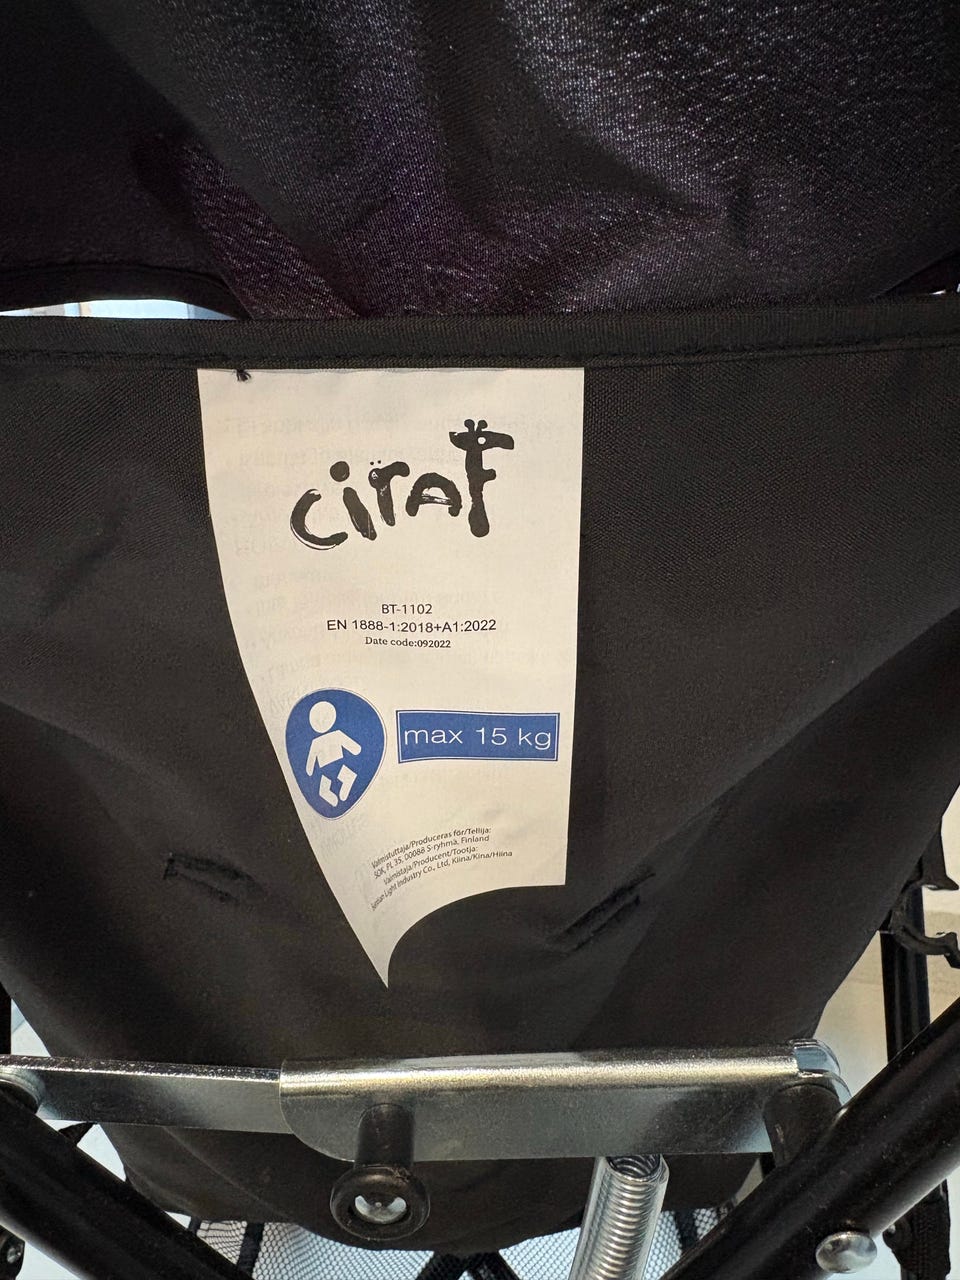 ciraf
BT-1102
EN 1888-1:2018+A1:2022
Date code:092022
max 15 kg
Valmistuttaja/Produceras för/Tellija:
SOK, PL 35, 00088 S-ryhmä, Finland
Valmistaja/Producent/Tootja:
Light Industry Co., Ltd, Kiina/Kina/Hiina